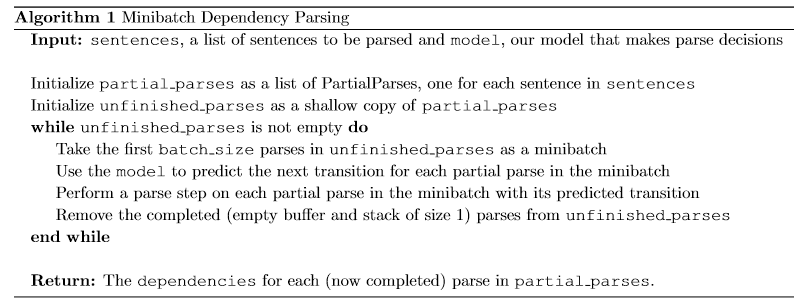 Algorithm 1 Minibatch Dependency Parsing
Input: sentences, a list of sentences to be parsed and model, our model that makes parse decisions
Initialize partial_parses as a list of PartialParses, one for each sentence in sentences
Initialize unfinished_parses as a shallow copy of partial_parses
while unfinished_parses is not empty do
Take the first batch_size parses in unfinished_parses as a minibatch
Use the model to predict the next transition for each partial parse in the minibatch
Perform a parse step on each partial parse in the minibatch with its predicted transition
Remove the completed (empty buffer and stack of size 1) parses from unfinished_parses
end while
Return: The dependencies for each (now completed) parse in partial_parses.